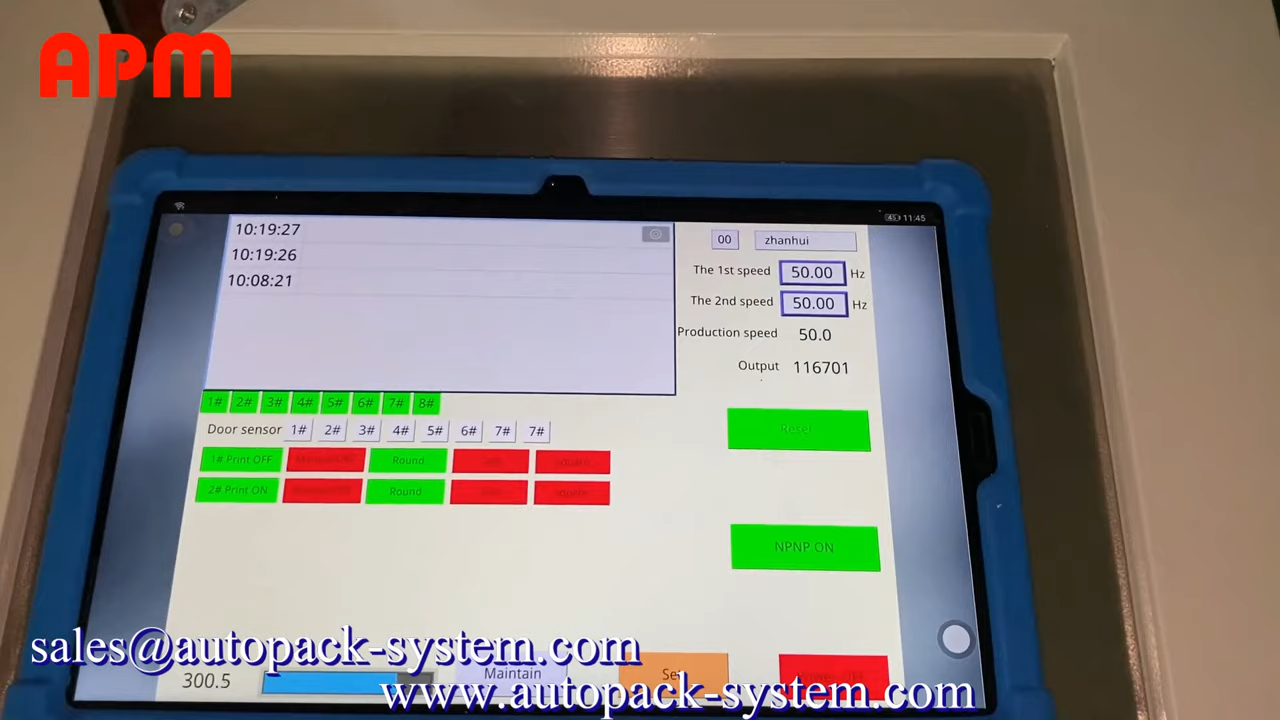 APM
11:45
10:19:27
10:19:26
10:08:21
00 zhanhui
The 1st speed 50.00 Hz
The 2nd speed 50.00 Hz
Production speed 50.0
Output 116701
1# 2# 3# 4# 5# 6# 7# 8#
Door sensor 1# 2# 3# 4# 5# 6# 7# 7#
Reset
1# Print OFF Round
2# Print ON Round
NPNP ON
sales@autopack-system.com
300.5 Maintain
www.autopack-system.com